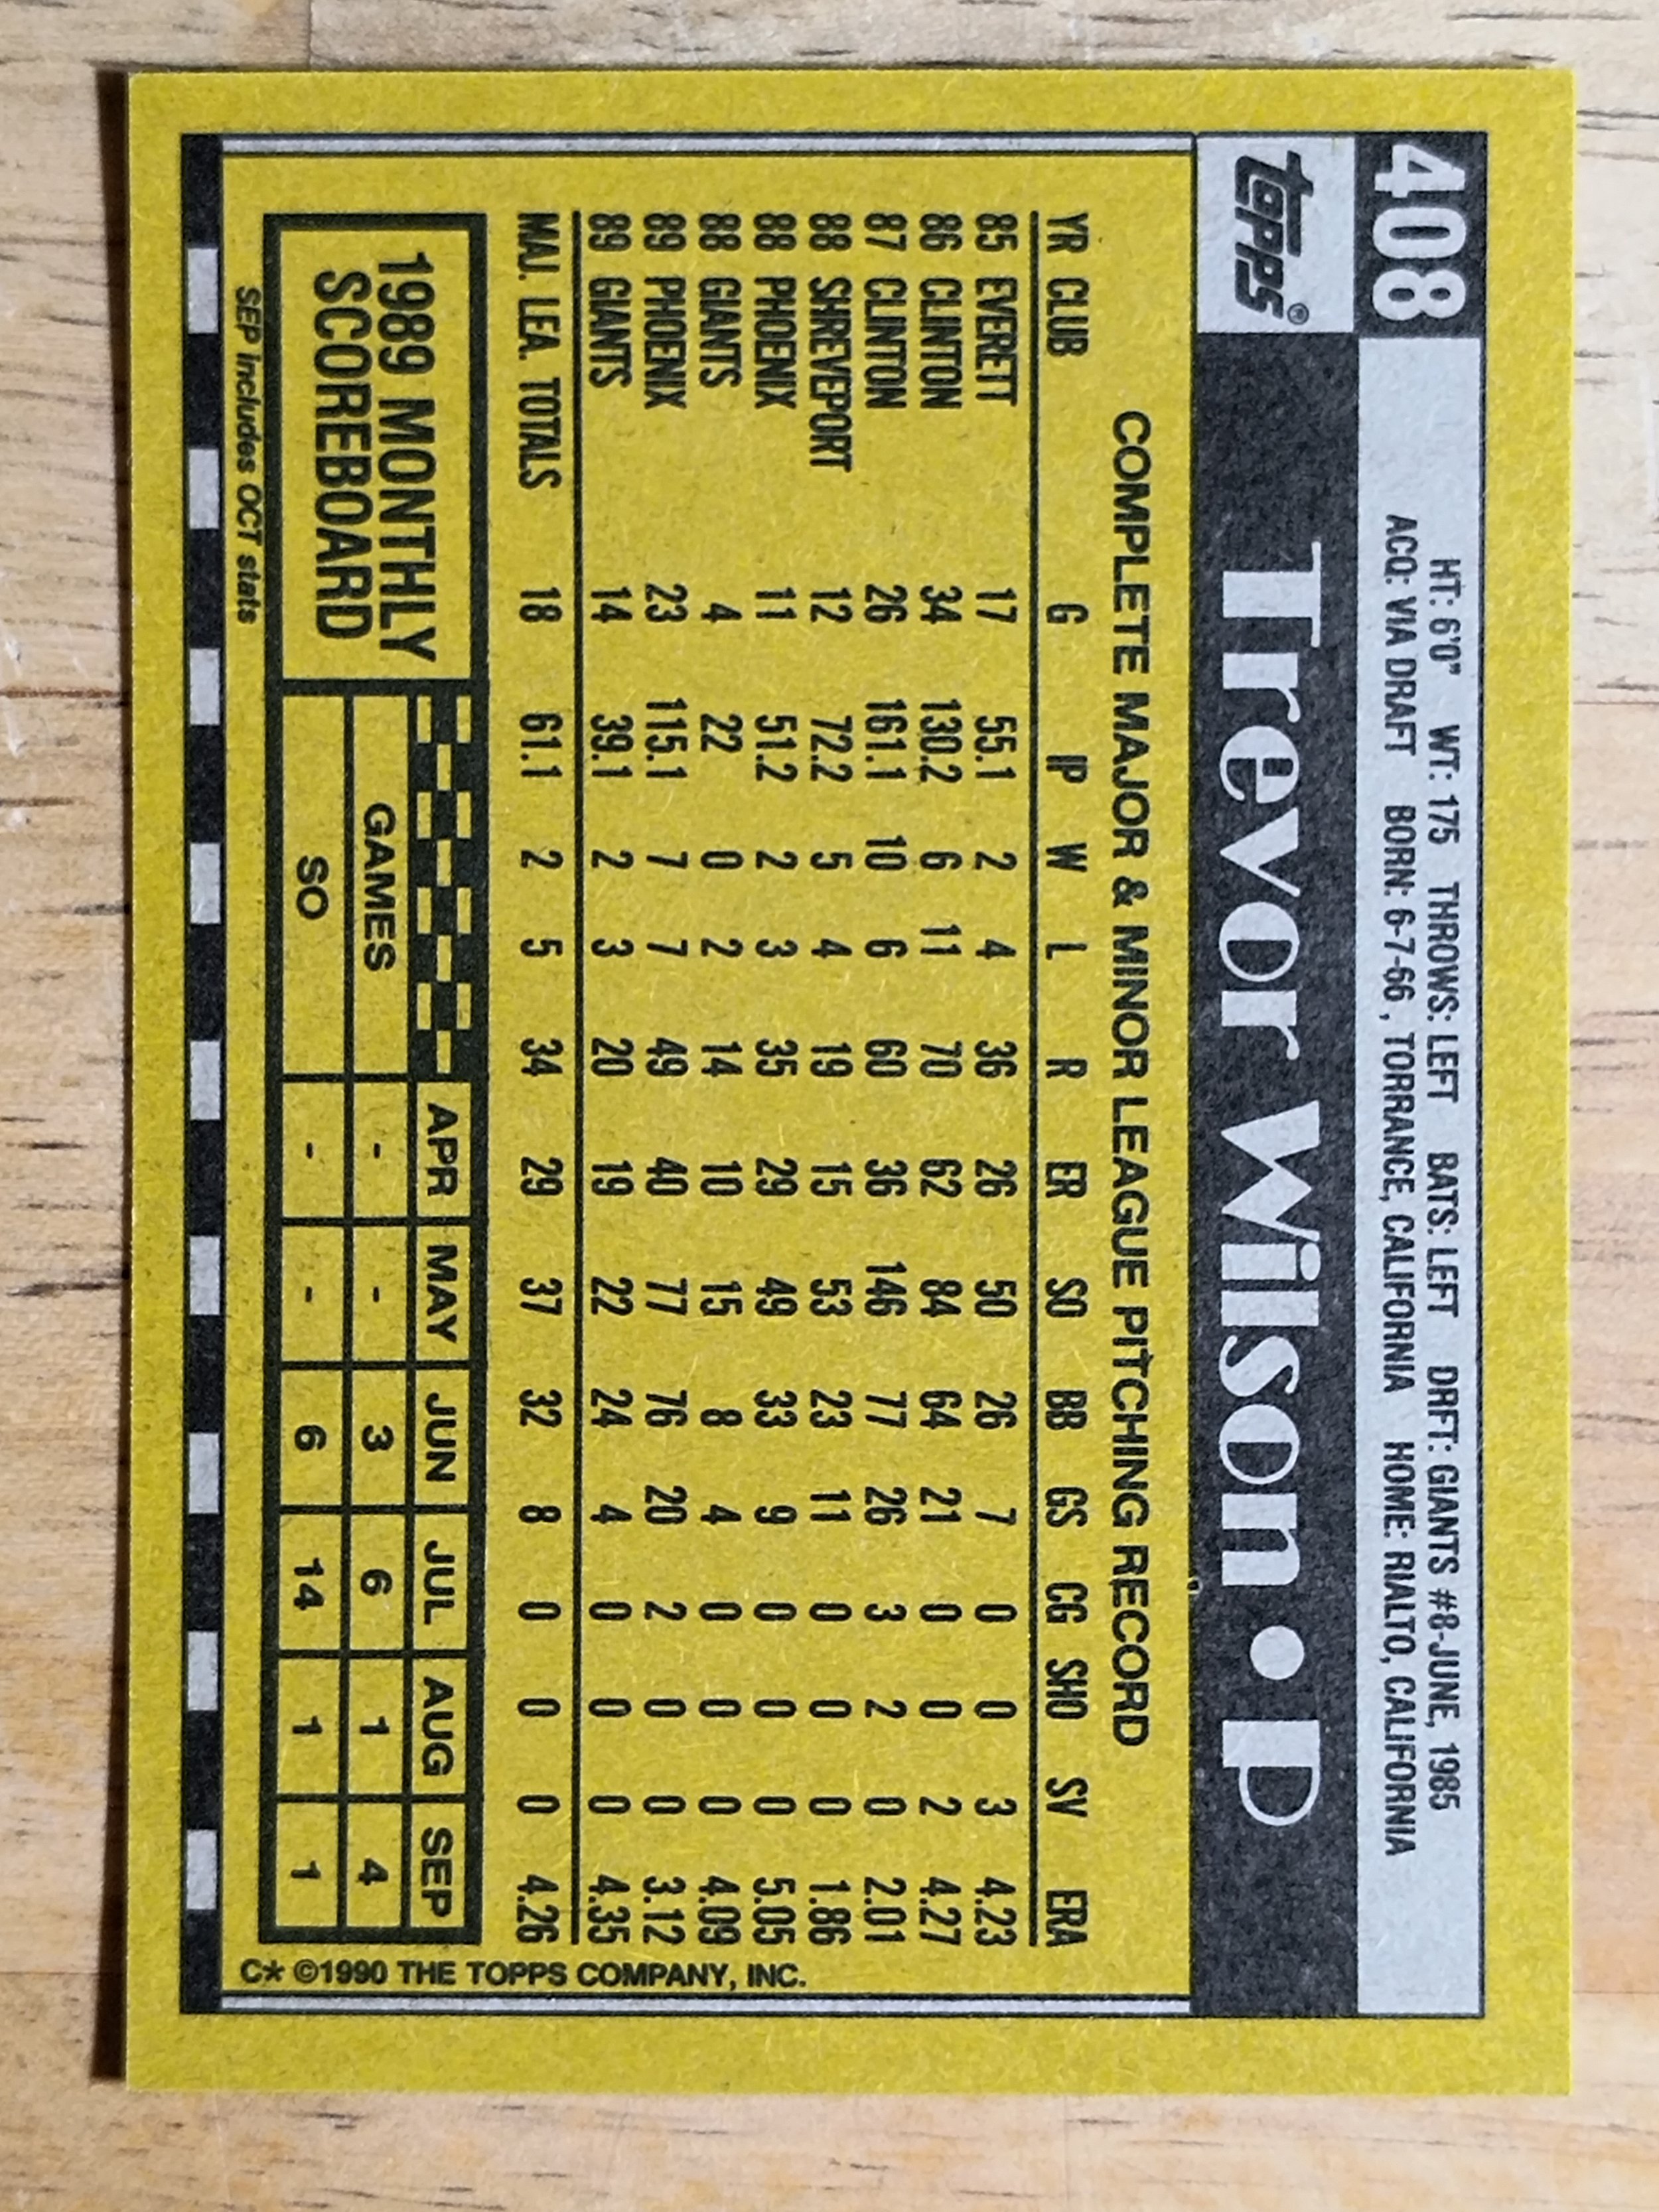 408
HT: 6'0" WT: 175 THROWS: LEFT BATS: LEFT DRFT: GIANTS #8-JUNE, 1985
ACQ: VIA DRAFT BORN: 6-7-66, TORRANCE, CALIFORNIA HOME: RIALTO, CALIFORNIA
topps®
Trevor Wilson • P
COMPLETE MAJOR & MINOR LEAGUE PITCHING RECORD
YR CLUB G IP W L R ER SO BB GS CG SHO SV ERA
85 EVERETT 17 55.1 2 4 36 26 50 26 7 0 0 3 4.23
86 CLINTON 34 130.2 6 11 70 62 84 64 21 0 0 2 4.27
87 CLINTON 26 161.1 10 6 60 36 146 77 26 3 2 0 2.01
88 SHREVEPORT 12 72.2 5 4 19 15 53 23 11 0 0 0 1.86
88 PHOENIX 11 51.2 2 3 35 29 49 33 9 0 0 0 5.05
88 GIANTS 4 22 0 2 14 10 15 8 4 0 0 0 4.09
89 PHOENIX 23 115.1 7 7 49 40 77 76 20 2 0 0 3.12
89 GIANTS 14 39.1 2 3 20 19 22 24 4 0 0 0 4.35
MAJ. LEA. TOTALS 18 61.1 2 5 34 29 37 32 8 0 0 0 4.26
1989 MONTHLY
SCOREBOARD
APR MAY JUN JUL AUG SEP
GAMES - - 3 6 1 4
SO - - 6 14 1 1
SEP includes OCT stats
C* ©1990 THE TOPPS COMPANY, INC.